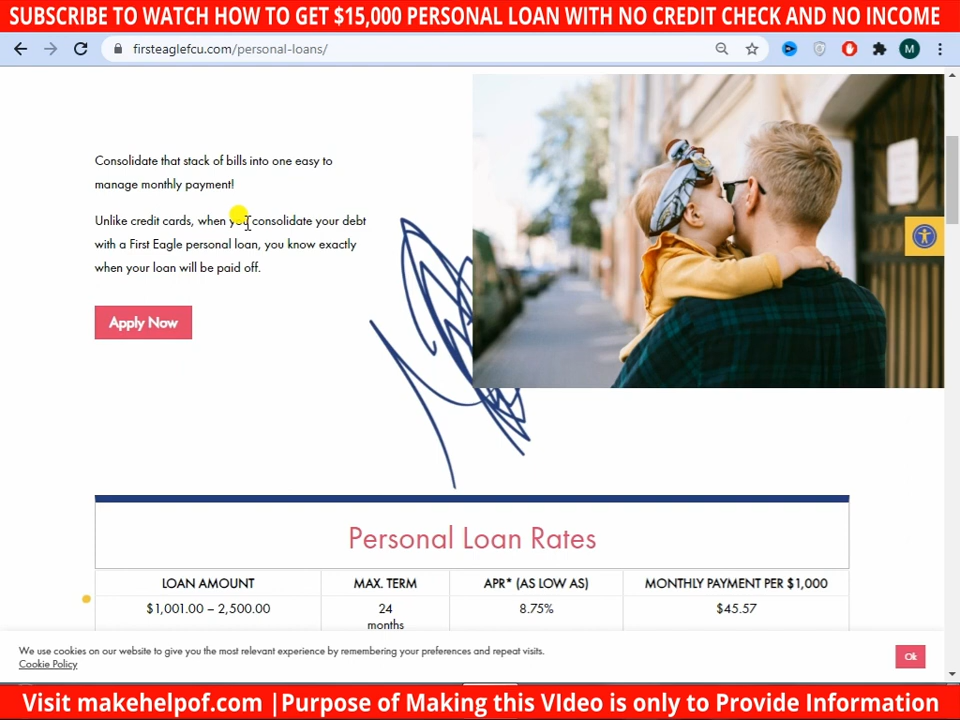 SUBSCRIBE TO WATCH HOW TO GET $15,000 PERSONAL LOAN WITH NO CREDIT CHECK AND NO INCOME
firsteaglefcu.com/personal-loans/
M
Consolidate that stack of bills into one easy to
manage monthly payment!
Unlike credit cards, when you consolidate your debt
with a First Eagle personal loan, you know exactly
when your loan will be paid off.
Apply Now
Personal Loan Rates
LOAN AMOUNT MAX. TERM APR* (AS LOW AS) MONTHLY PAYMENT PER $1,000
$1,001.00 – 2,500.00 24 8.75% $45.57
months
We use cookies on our website to give you the most relevant experience by remembering your preferences and repeat visits.
Cookie Policy
Ok
Visit makehelpof.com |Purpose of Making this VIdeo is only to Provide Information